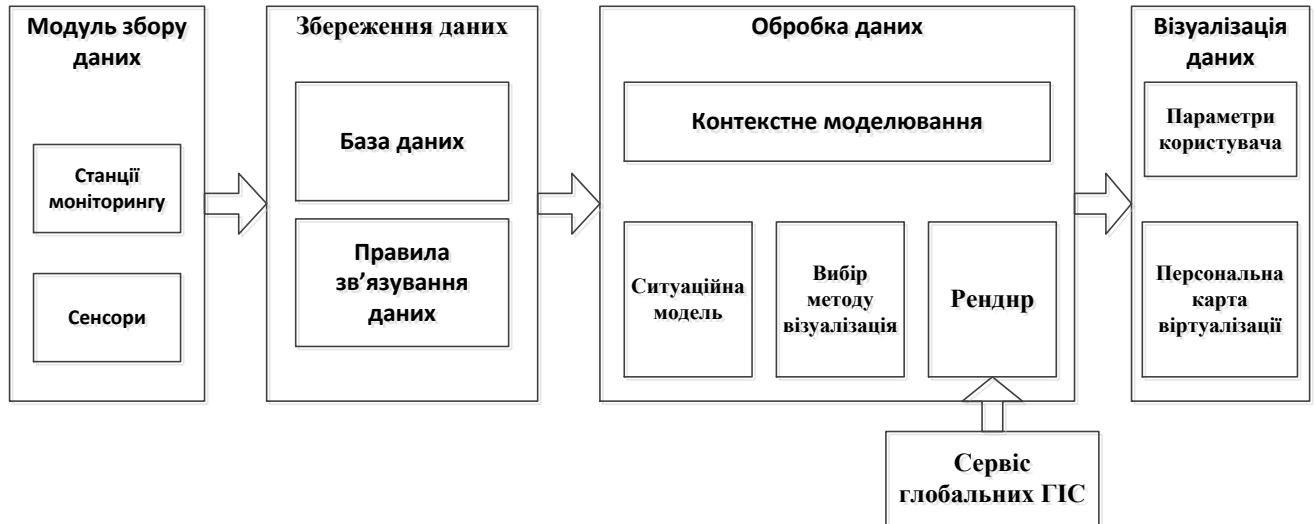 Модуль збору
даних
Станції
моніторингу
Сенсори
Збереження даних
База даних
Правила
зв’язування
даних
Обробка даних
Контекстне моделювання
Ситуаційна
модель
Вибір
методу
візуалізація
Ренднр
Сервіс
глобальних ГІС
Візуалізація
даних
Параметри
користувача
Персональна
карта
віртуалізації